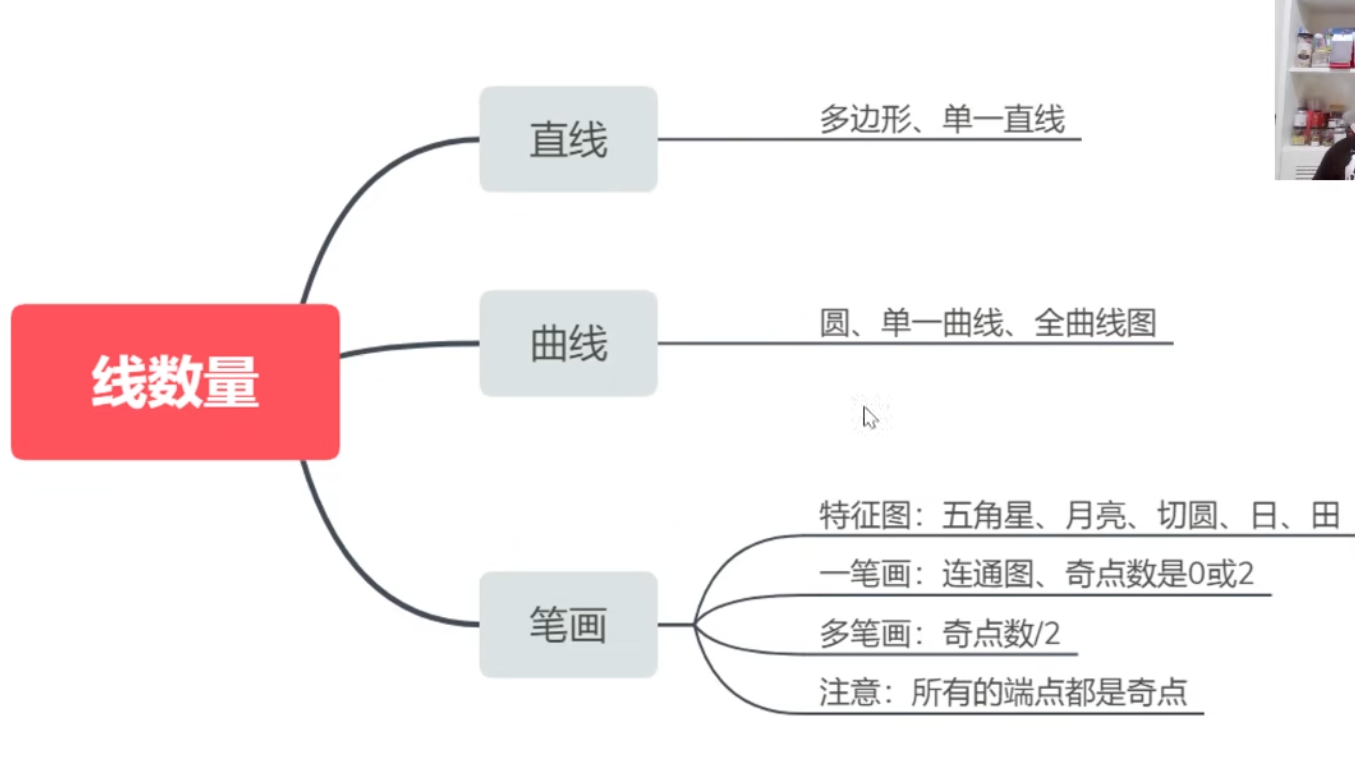 线数量
直线
多边形、单一直线
曲线
圆、单一曲线、全曲线图
笔画
特征图：五角星、月亮、切圆、日、田
一笔画：连通图、奇点数是0或2
多笔画：奇点数/2
注意：所有的端点都是奇点